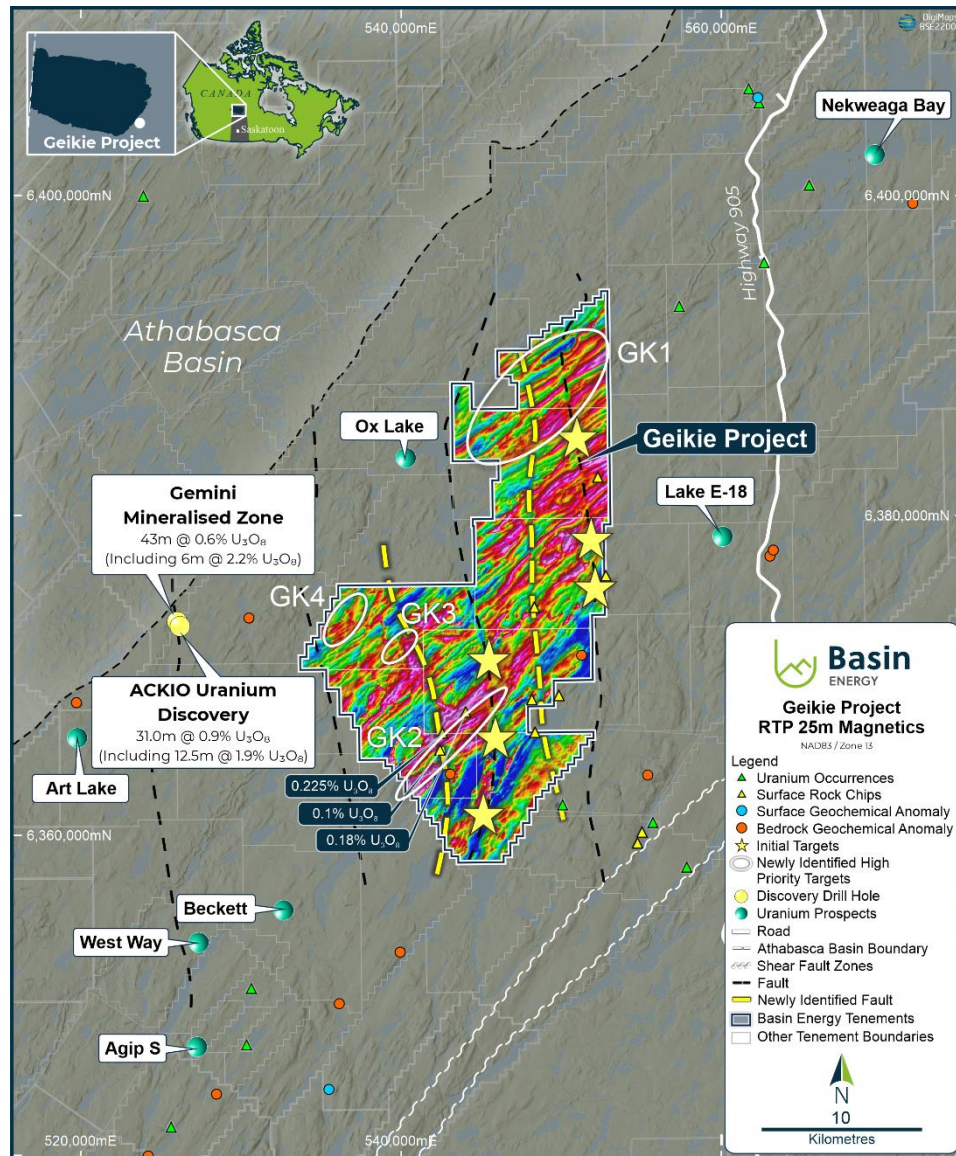 540,000mE
560,000mE
DigiMaps
BSE2200
CANADA
Saskatoon
Geikie Project
Nekweaga Bay
6,400,000mN
6,400,000mN
Highway 905
Athabasca
Basin
GK1
Ox Lake
Geikie Project
Lake E-18
Gemini
Mineralised Zone
43m @ 0.6% U₃O₈
(Including 6m @ 2.2% U₃O₈)
6,380,000mN
GK4
GK3
ACKIO Uranium
Discovery
31.0m @ 0.9% U₃O₈
(Including 12.5m @ 1.9% U₃O₈)
Art Lake
GK2
0.225% U₃O₈
0.1% U₃O₈
0.18% U₃O₈
6,360,000mN
Beckett
West Way
Agip S
520,000mE
540,000mE
Basin
ENERGY
Geikie Project
RTP 25m Magnetics
NAD83 / Zone 13
Legend
Uranium Occurrences
Surface Rock Chips
Surface Geochemical Anomaly
Bedrock Geochemical Anomaly
Initial Targets
Newly Identified High
Priority Targets
Discovery Drill Hole
Uranium Prospects
Road
Athabasca Basin Boundary
Shear Fault Zones
Fault
Newly Identified Fault
Basin Energy Tenements
Other Tenement Boundaries
N
10
Kilometres